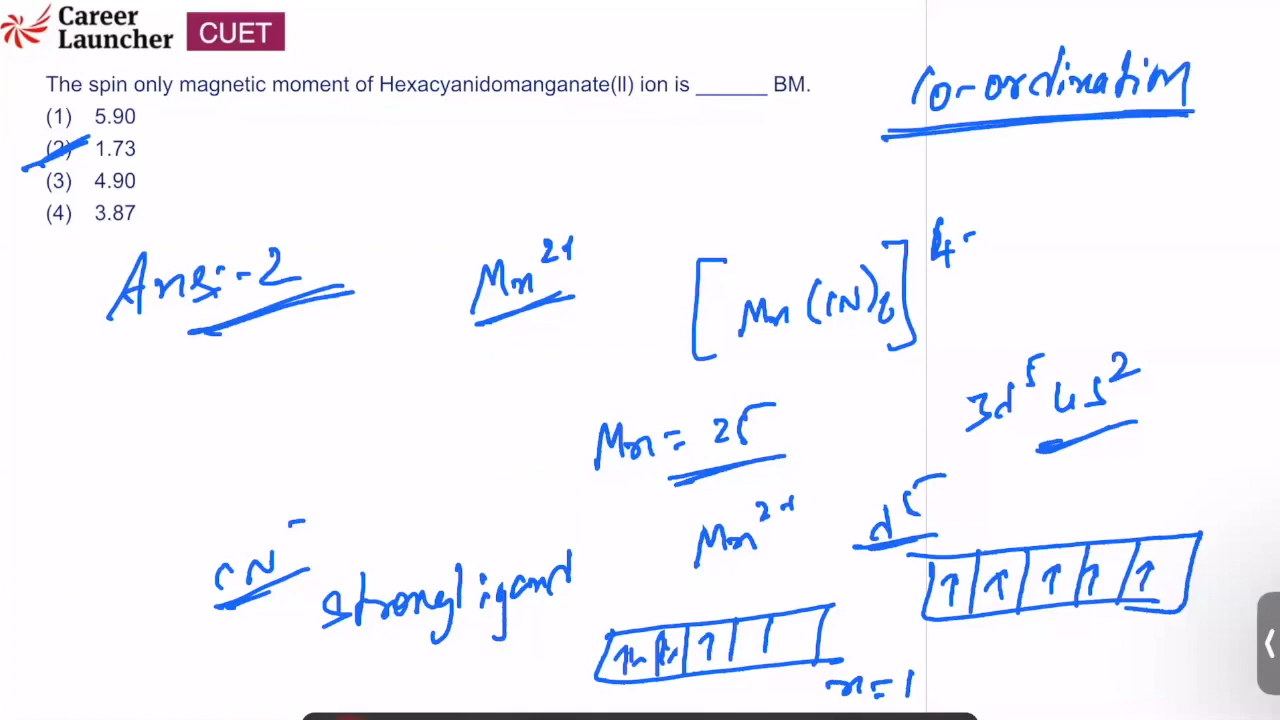 Career Launcher CUET
The spin only magnetic moment of Hexacyanidomanganate(II) ion is ______ BM.
(1) 5.90
(2) 1.73
(3) 4.90
(4) 3.87
Co-ordination
Ans:-2
Mn²⁺
[Mn(CN)₆]⁴⁻
3d⁵ 4s²
Mn = 25
Mn²⁺ d⁵
↑ ↑ ↑ ↑ ↑
CN⁻ strong ligand
↑↓ ↑↓ ↑
n=1